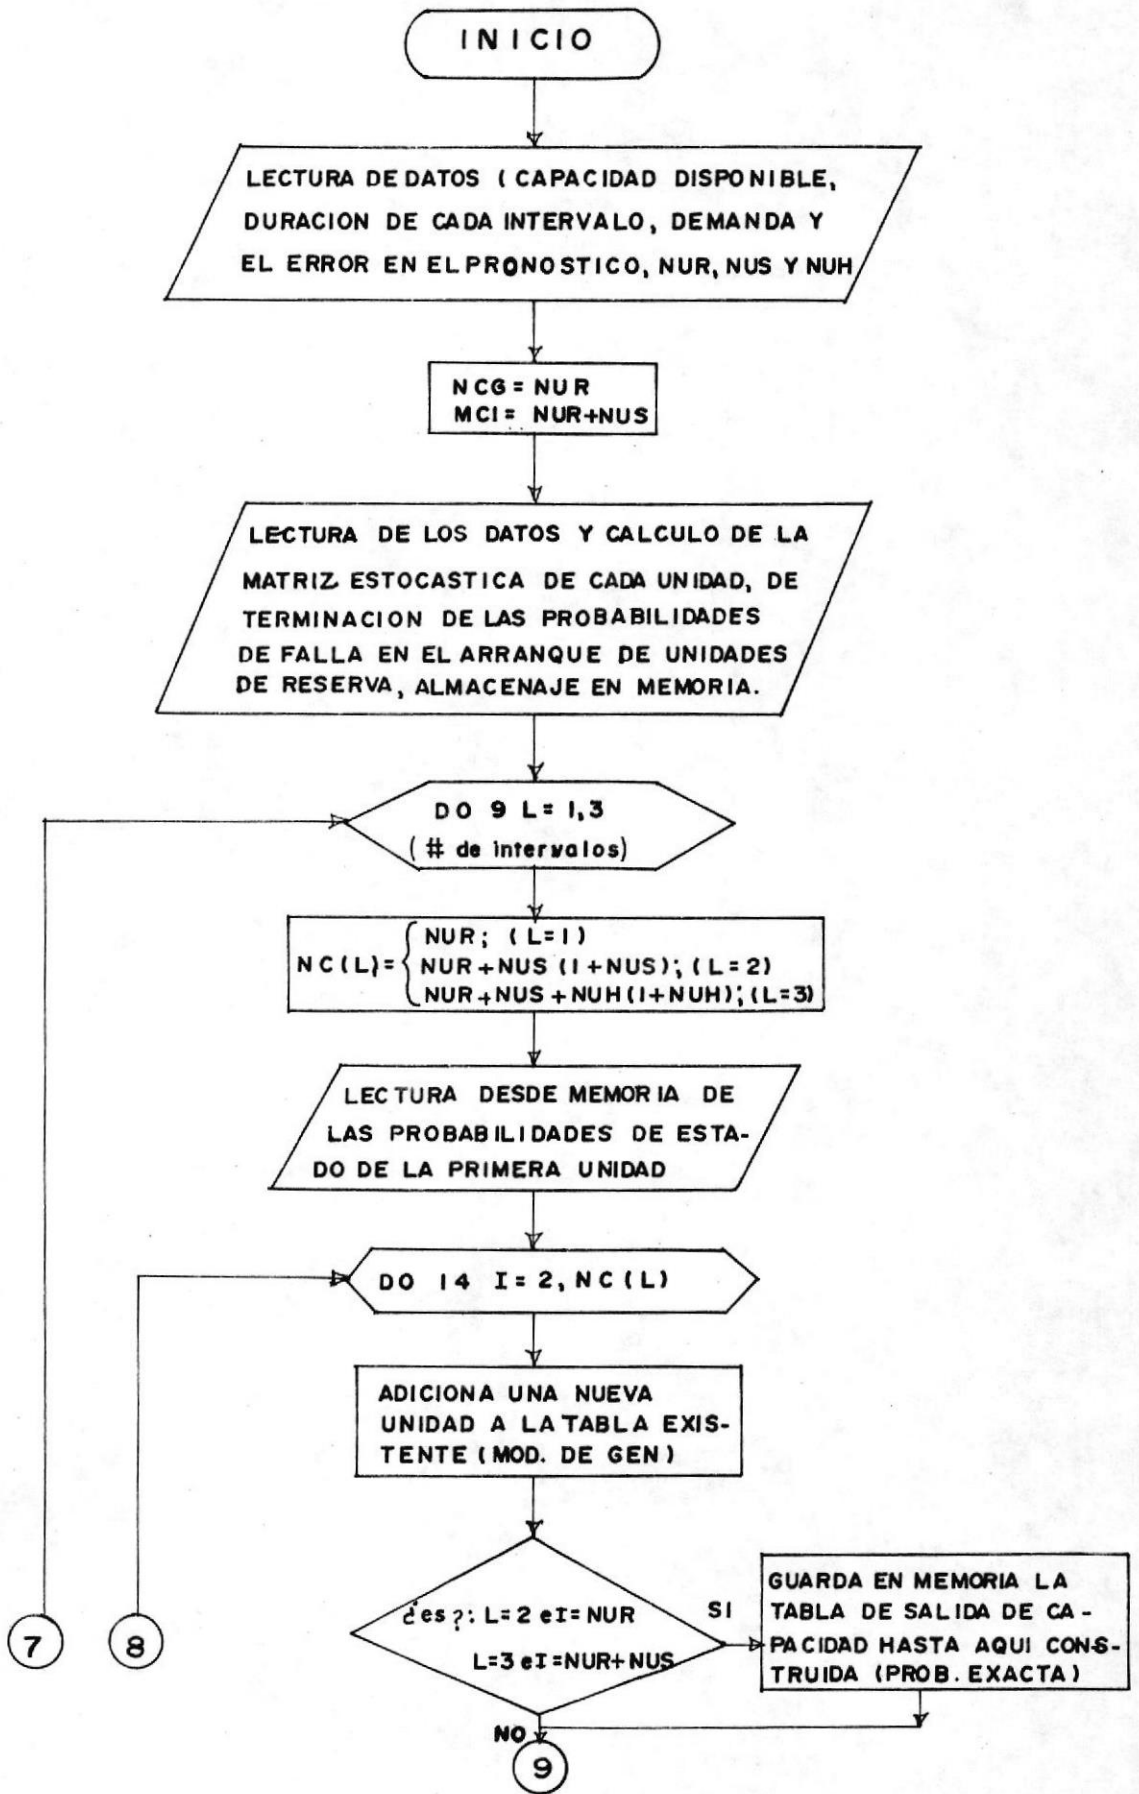 INICIO
LECTURA DE DATOS ( CAPACIDAD DISPONIBLE,
DURACION DE CADA INTERVALO, DEMANDA Y
EL ERROR EN EL PRONOSTICO, NUR, NUS Y NUH
NCG = NUR
MCI = NUR+NUS
LECTURA DE LOS DATOS Y CALCULO DE LA
MATRIZ ESTOCASTICA DE CADA UNIDAD, DE
TERMINACION DE LAS PROBABILIDADES
DE FALLA EN EL ARRANQUE DE UNIDADES
DE RESERVA, ALMACENAJE EN MEMORIA.
DO 9 L= 1,3
( # de intervalos)
NUR; ( L=1)
NC(L)= NUR+NUS (1+NUS); (L=2)
NUR+NUS+NUH(1+NUH); (L=3)
LECTURA DESDE MEMORIA DE
LAS PROBABILIDADES DE ESTA-
DO DE LA PRIMERA UNIDAD
DO 14 I= 2, NC(L)
ADICIONA UNA NUEVA
UNIDAD A LA TABLA EXIS-
TENTE (MOD. DE GEN)
¿es?: L=2 e I=NUR
L=3 e I=NUR+NUS
SI
GUARDA EN MEMORIA LA
TABLA DE SALIDA DE CA-
PACIDAD HASTA AQUI CONS-
TRUIDA (PROB. EXACTA)
7
8
NO
9